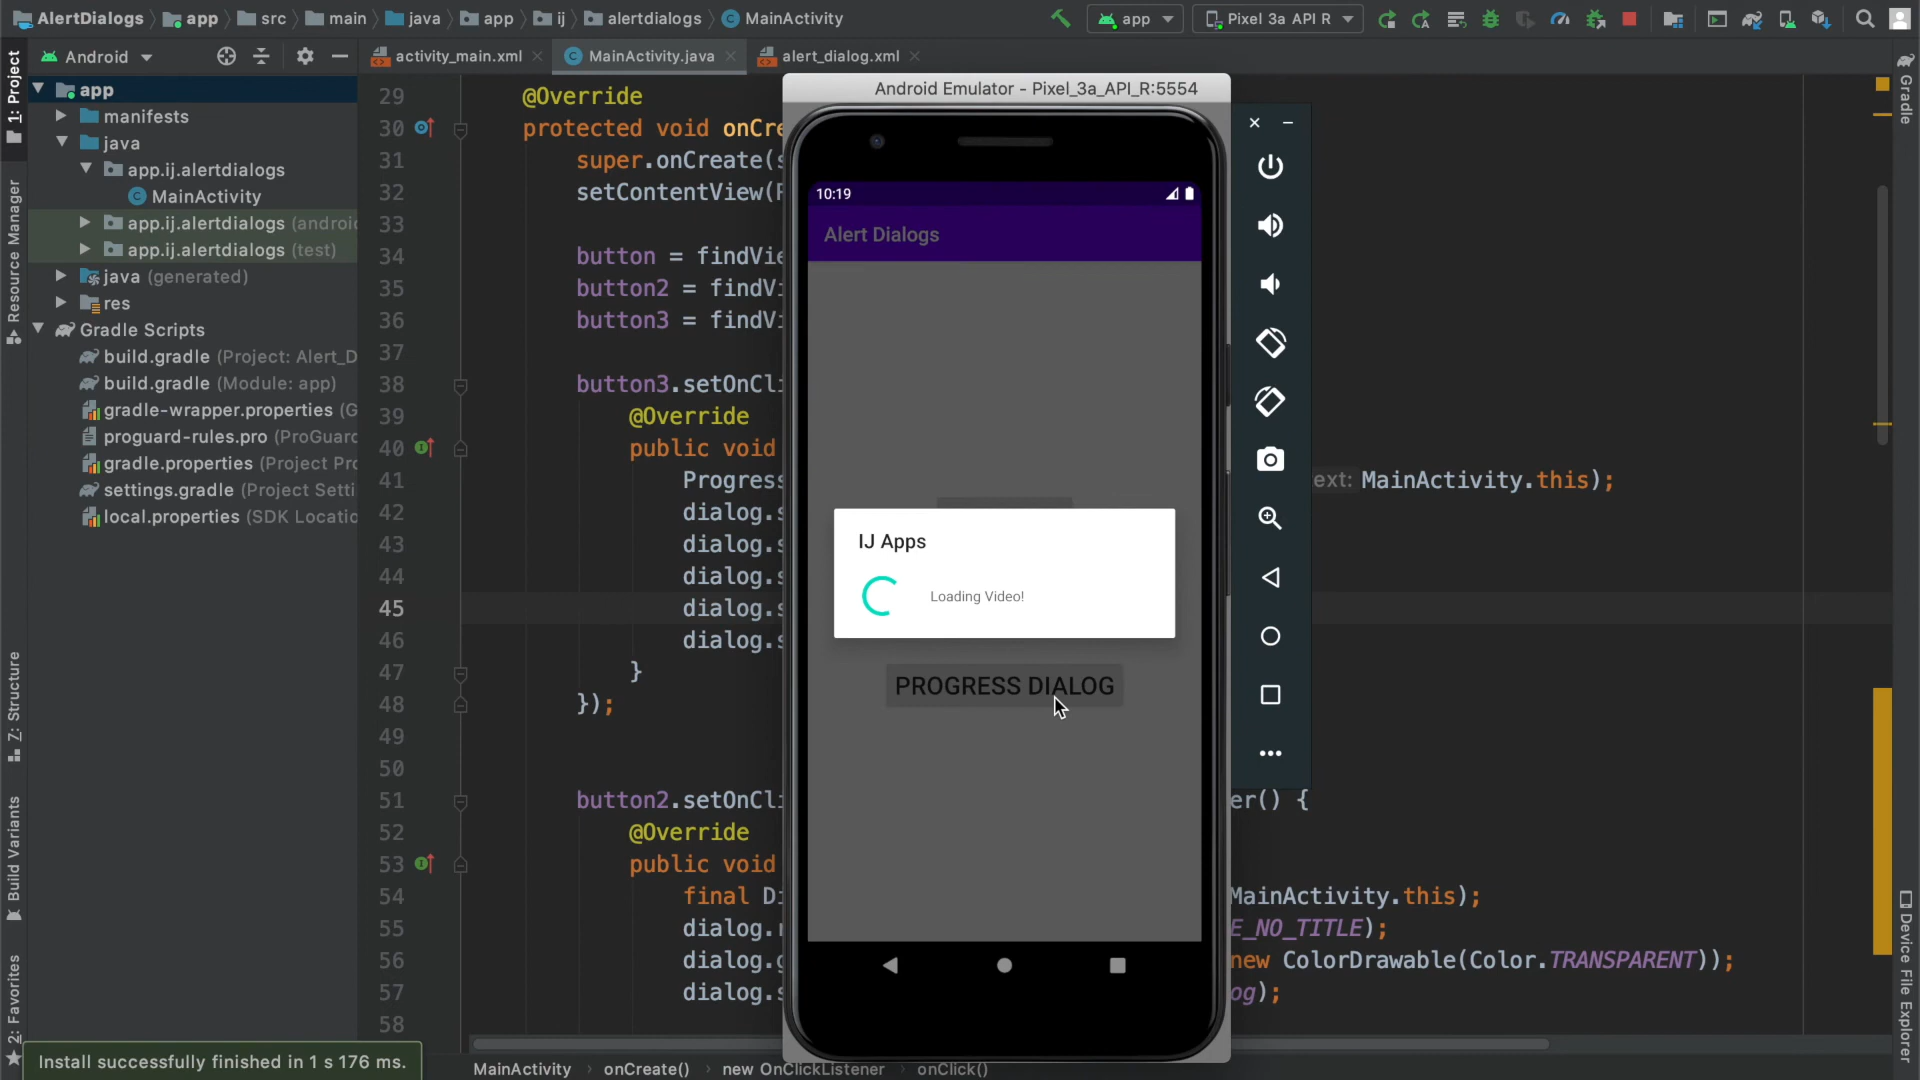 AlertDialogs app src main java app ij alertdialogs MainActivity
app Pixel 3a API R
Android
activity_main.xml MainActivity.java alert_dialog.xml
1: Project
Resource Manager
Z: Structure
Build Variants
2: Favorites
app
manifests
java
app.ij.alertdialogs
MainActivity
app.ij.alertdialogs (androi
app.ij.alertdialogs (test)
java (generated)
res
Gradle Scripts
build.gradle (Project: Alert_D
build.gradle (Module: app)
gradle-wrapper.properties (G
proguard-rules.pro (ProGuard
gradle.properties (Project Pro
settings.gradle (Project Setti
local.properties (SDK Locatio
29 @Override
30 protected void onCre
31 super.onCreate(s
32 setContentView(R
33
34 button = findVie
35 button2 = findVi
36 button3 = findVi
37
38 button3.setOnCli
39 @Override
40 public void
41 Progress ext: MainActivity.this);
42 dialog.s
43 dialog.s
44 dialog.s
45 dialog.s
46 dialog.s
47 }
48 });
49
50
51 button2.setOnCli er() {
52 @Override
53 public void
54 final Di MainActivity.this);
55 dialog.r E_NO_TITLE);
56 dialog.g new ColorDrawable(Color.TRANSPARENT));
57 dialog.s og);
58
Android Emulator - Pixel_3a_API_R:5554
10:19
Alert Dialogs
IJ Apps
Loading Video!
PROGRESS DIALOG
Gradle
Device File Explorer
Install successfully finished in 1 s 176 ms.
MainActivity › onCreate() › new OnClickListener › onClick()